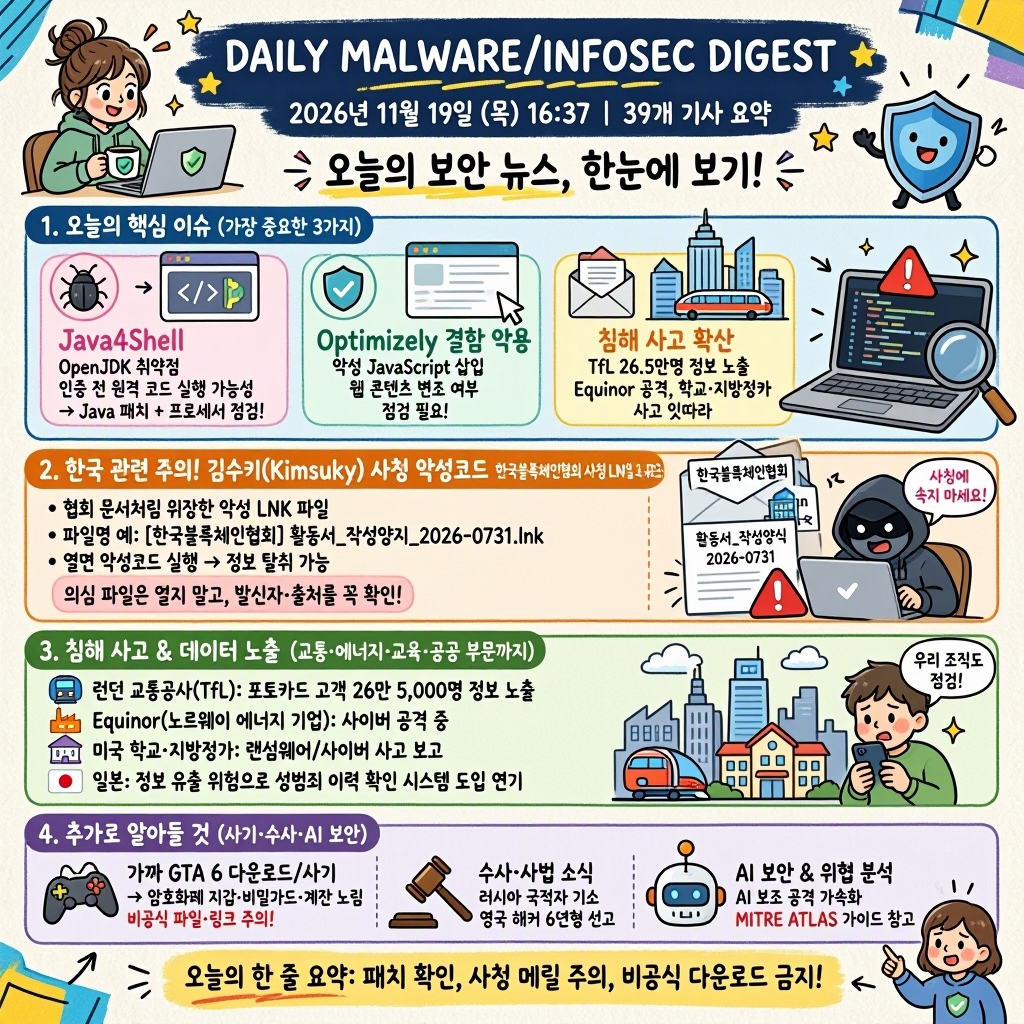 DAILY MALWARE/INFOSEC DIGEST
2026년 11월 19일 (목) 16:37 | 39개 기사 요약
오늘의 보안 뉴스, 한눈에 보기!
1. 오늘의 핵심 이슈 (가장 중요한 3가지)
</>
Java4Shell
OpenJDK 취약점
인증 전 원격 코드 실행 가능성
→ Java 패치 + 프로세서 점검!
Optimizely 결함 악용
악성 JavaScript 삽입
웹 콘텐츠 변조 여부
점검 필요!
침해 사고 확산
TfL 26.5만명 정보 노출
Equinor 공격, 학교·지방정카
사고 잇따라
2. 한국 관련 주의! 김수키(Kimsuky) 사칭 악성코드 한국블록체인협회 사칭
• 협회 문서처럼 위장한 악성 LNK 파일
• 파일명 예: [한국블록체인협회] 활동서_작성양지_2026-0731.lnk
• 열면 악성코드 실행 → 정보 탈취 가능
의심 파일은 열지 말고, 발신자·출처를 꼭 확인!
한국블록체인협회
활동서_작성양식
2026-0731
사칭에
속지 마세요!
3. 침해 사고 & 데이터 노출 (교통·에너지·교육·공공 부문까지)
런던 교통공사(TfL): 포토카드 고객 26만 5,000명 정보 노출
Equinor(노르웨이 에너지 기업): 사이버 공격 중
미국 학교·지방정가: 랜섬웨어/사이버 사고 보고
일본: 정보 유출 위험으로 성범죄 이력 확인 시스템 도입 연기
우리 조직도
점검!
4. 추가로 알아들 것 (사기·수사·AI 보안)
가까 GTA 6 다운로드/사기
→ 암호화페 지갑·비밀가드·계잔 노림
비공식 파일·링크 주의!
수사·사법 소식
러시아 국적자 기소
영국 해커 6년형 선고
AI 보안 & 위협 분석
AI 보조 공격 가속화
MITRE ATLAS 가이드 참고
오늘의 한 줄 요약: 패치 확인, 사청 메릴 주의, 비공식 다운로드 금지!